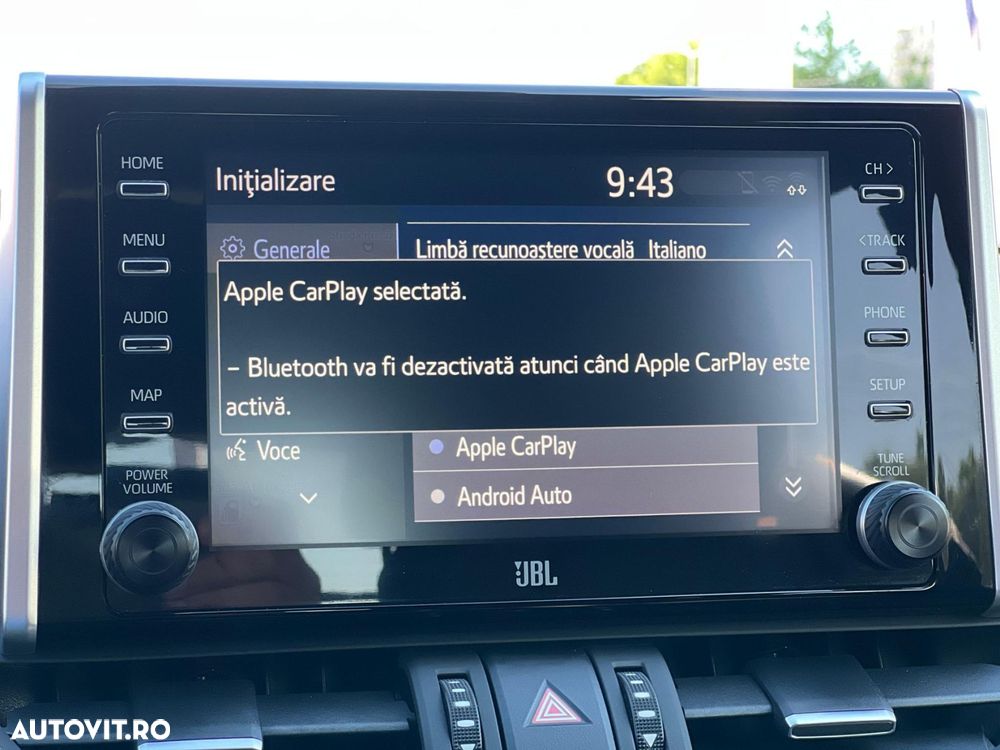 HOME
MENU
AUDIO
MAP
POWER
VOLUME
Iniţializare
9:43
Generale
Limbă recunoaştere vocală Italiano
Apple CarPlay selectată.
– Bluetooth va fi dezactivată atunci când Apple CarPlay este
activă.
Voce
Apple CarPlay
Android Auto
CH >
< TRACK
PHONE
SETUP
TUNE
SCROLL
JBL
AUTOVIT.RO